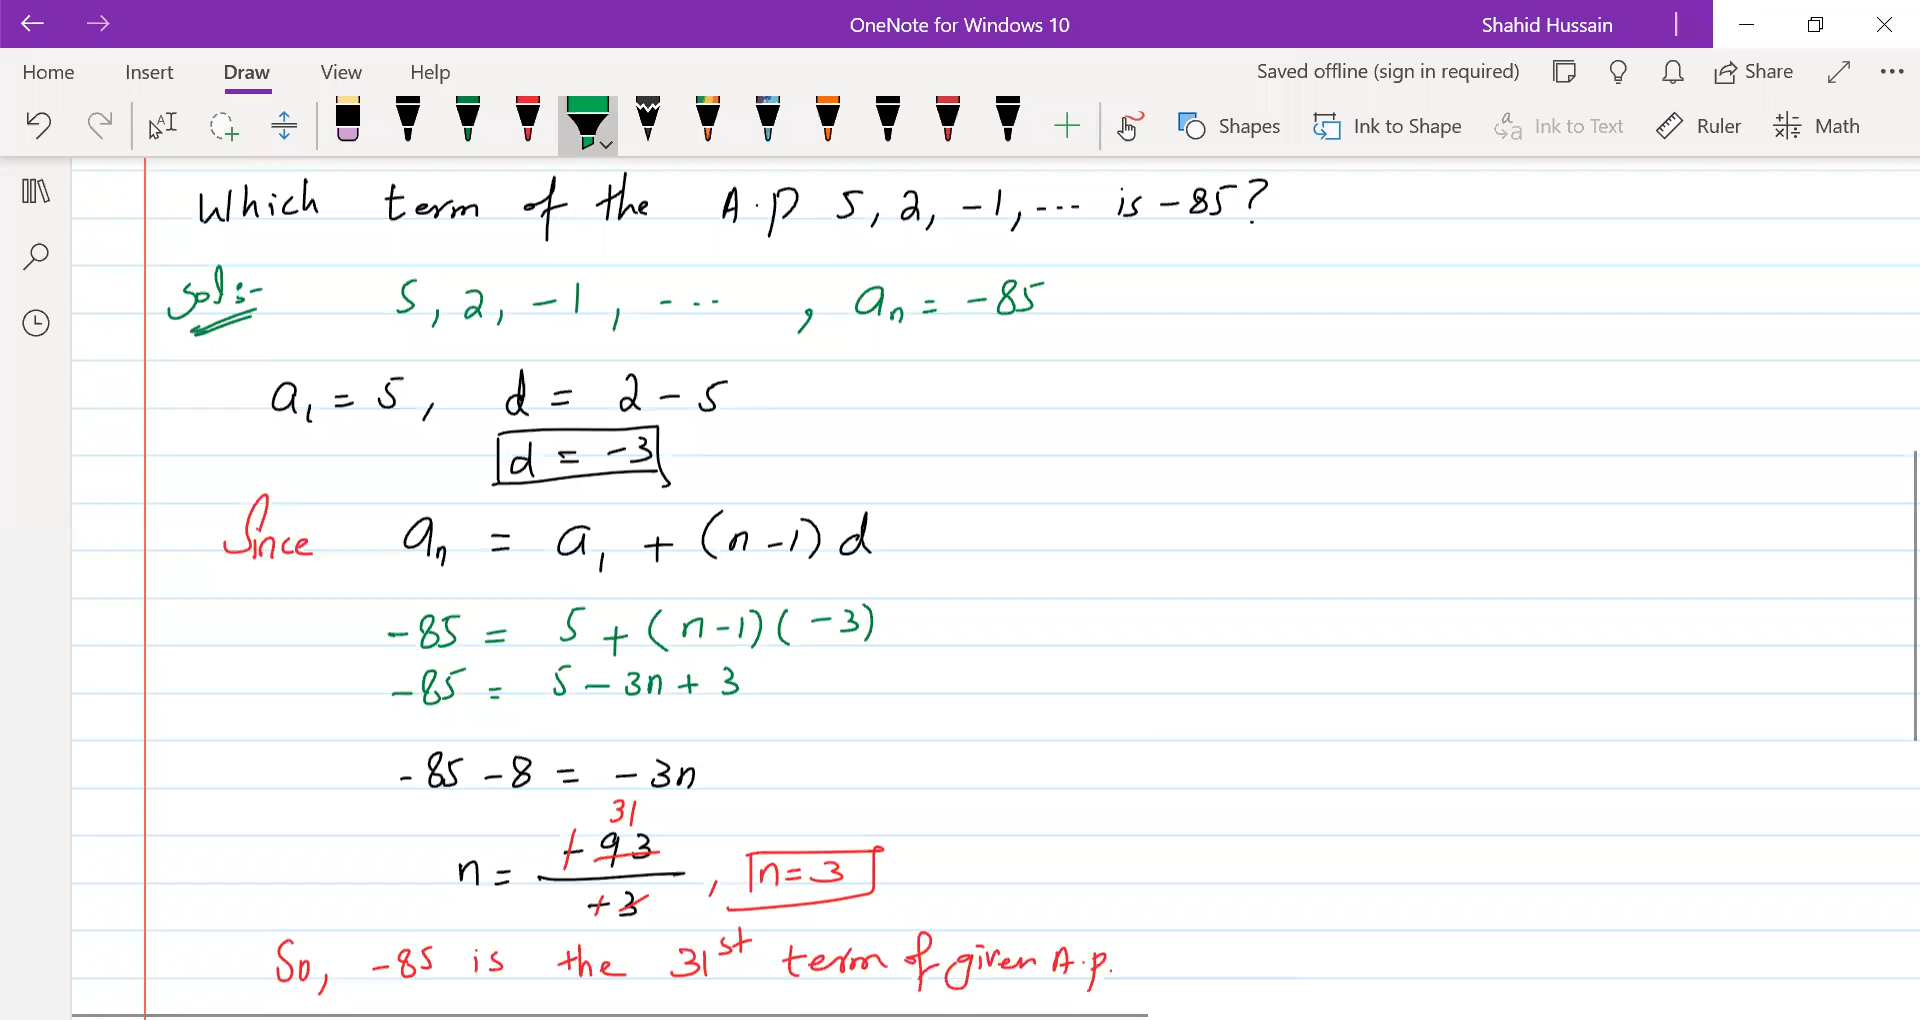 OneNote for Windows 10
Shahid Hussain
Home Insert Draw View Help
Saved offline (sign in required)
Share
Shapes
Ink to Shape
Ink to Text
Ruler
Math
Which term of the A.P 5, 2, -1, ... is -85?
Sol:- 5, 2, -1, ... , aₙ = -85
a₁ = 5, d = 2 - 5
d = -3
Since aₙ = a₁ + (n-1) d
-85 = 5 + (n-1)(-3)
-85 = 5 - 3n + 3
-85 - 8 = -3n
31
n = +93 / +3 , n = 3
So, -85 is the 31st term of given A.p.